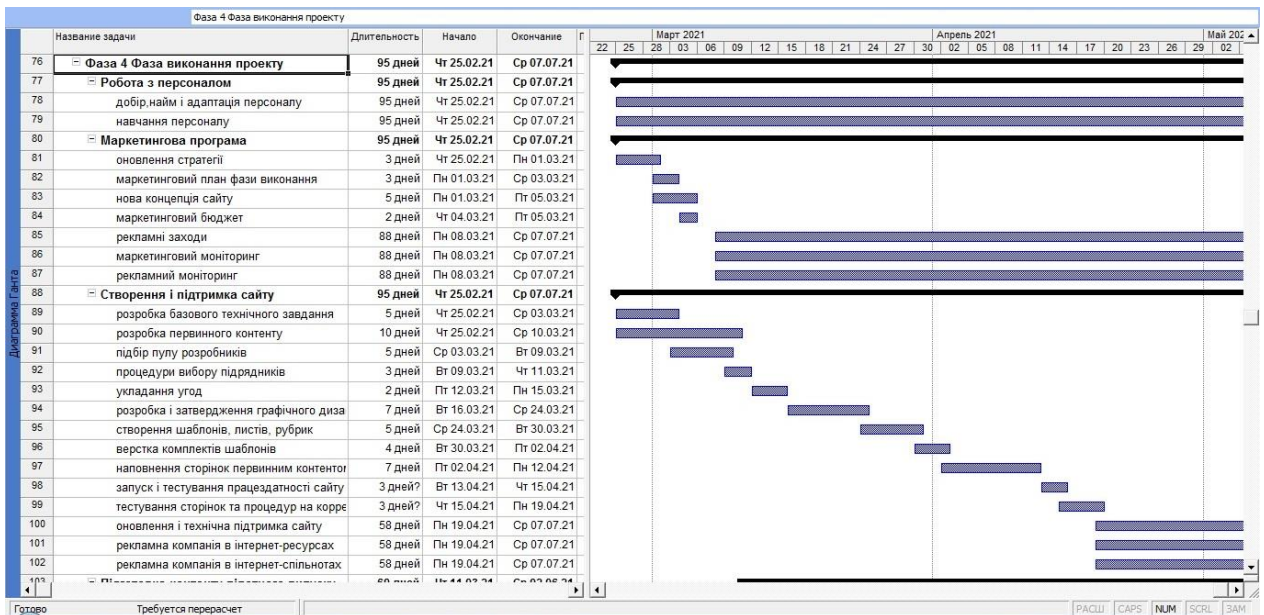 Фаза 4 Фаза виконання проекту
Название задачи Длительность Начало Окончание Март 2021 Апрель 2021 Май 202
22 25 28 03 06 09 12 15 18 21 24 27 30 02 05 08 11 14 17 20 23 26 29 02
76 Фаза 4 Фаза виконання проекту 95 дней Чт 25.02.21 Ср 07.07.21
77 Робота з персоналом 95 дней Чт 25.02.21 Ср 07.07.21
78 добір,найм і адаптація персоналу 95 дней Чт 25.02.21 Ср 07.07.21
79 навчання персоналу 95 дней Чт 25.02.21 Ср 07.07.21
80 Маркетингова програма 95 дней Чт 25.02.21 Ср 07.07.21
81 оновлення стратегії 3 дней Чт 25.02.21 Пн 01.03.21
82 маркетинговий план фази виконання 3 дней Пн 01.03.21 Ср 03.03.21
83 нова концепція сайту 5 дней Пн 01.03.21 Пт 05.03.21
84 маркетинговий бюджет 2 дней Чт 04.03.21 Пт 05.03.21
85 рекламні заходи 88 дней Пн 08.03.21 Ср 07.07.21
86 маркетинговий моніторинг 88 дней Пн 08.03.21 Ср 07.07.21
87 рекламний моніторинг 88 дней Пн 08.03.21 Ср 07.07.21
88 Створення і підтримка сайту 95 дней Чт 25.02.21 Ср 07.07.21
89 розробка базового технічного завдання 5 дней Чт 25.02.21 Ср 03.03.21
90 розробка первинного контенту 10 дней Чт 25.02.21 Ср 10.03.21
91 підбір пулу розробників 5 дней Ср 03.03.21 Вт 09.03.21
92 процедури вибору підрядників 3 дней Вт 09.03.21 Чт 11.03.21
93 укладання угод 2 дней Пт 12.03.21 Пн 15.03.21
94 розробка і затвердження графічного диза 7 дней Вт 16.03.21 Ср 24.03.21
95 створення шаблонів, листів, рубрик 5 дней Ср 24.03.21 Вт 30.03.21
96 верстка комплектів шаблонів 4 дней Вт 30.03.21 Пт 02.04.21
97 наповнення сторінок первинним контентом 7 дней Пт 02.04.21 Пн 12.04.21
98 запуск і тестування працездатності сайту 3 дней? Вт 13.04.21 Чт 15.04.21
99 тестування сторінок та процедур на корре 3 дней? Чт 15.04.21 Пн 19.04.21
100 оновлення і технічна підтримка сайту 58 дней Пн 19.04.21 Ср 07.07.21
101 рекламна компанія в інтернет-ресурсах 58 дней Пн 19.04.21 Ср 07.07.21
102 рекламна компанія в інтернет-спільнотах 58 дней Пн 19.04.21 Ср 07.07.21
Диаграмма Ганта
Готово Требуется перерасчет РАСШ CAPS NUM SCRL ЗАМ